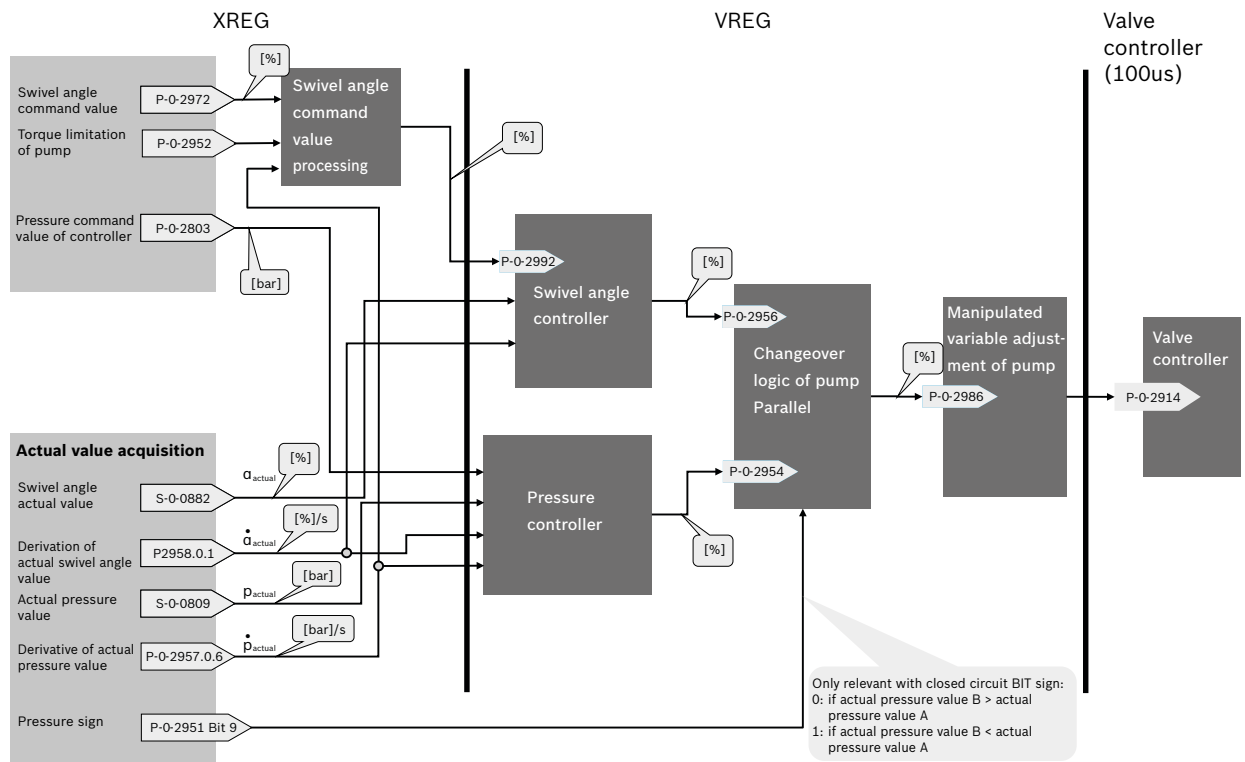 XREG
VREG
Valve
controller
(100us)
[%]
Swivel angle
command value
P-0-2972
Swivel angle
command
value
processing
Torque limitation
of pump
P-0-2952
[%]
Pressure command
value of controller
P-0-2803
[bar]
P-0-2992
Swivel angle
controller
[%]
P-0-2956
Changeover
logic of pump
Parallel
P-0-2954
[%]
Manipulated
variable adjust-
ment of pump
P-0-2986
Valve
controller
P-0-2914
Pressure
controller
[%]
Actual value acquisition
Swivel angle
actual value
S-0-0882
α actual
[%]
Derivation of
actual swivel angle
value
P2958.0.1
α̇ actual
[%]/s
Actual pressure
value
S-0-0809
p actual
[bar]
Derivative of actual
pressure value
P-0-2957.0.6
ṗ actual
[bar]/s
Pressure sign
P-0-2951 Bit 9
Only relevant with closed circuit BIT sign:
0: if actual pressure value B > actual
pressure value A
1: if actual pressure value B < actual
pressure value A